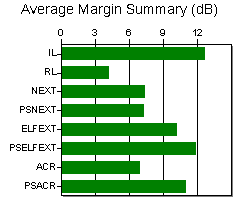 Average Margin Summary (dB)
0 3 6 9 12
IL
RL
NEXT
PSNEXT
ELFEXT
PSELFEXT
ACR
PSACR